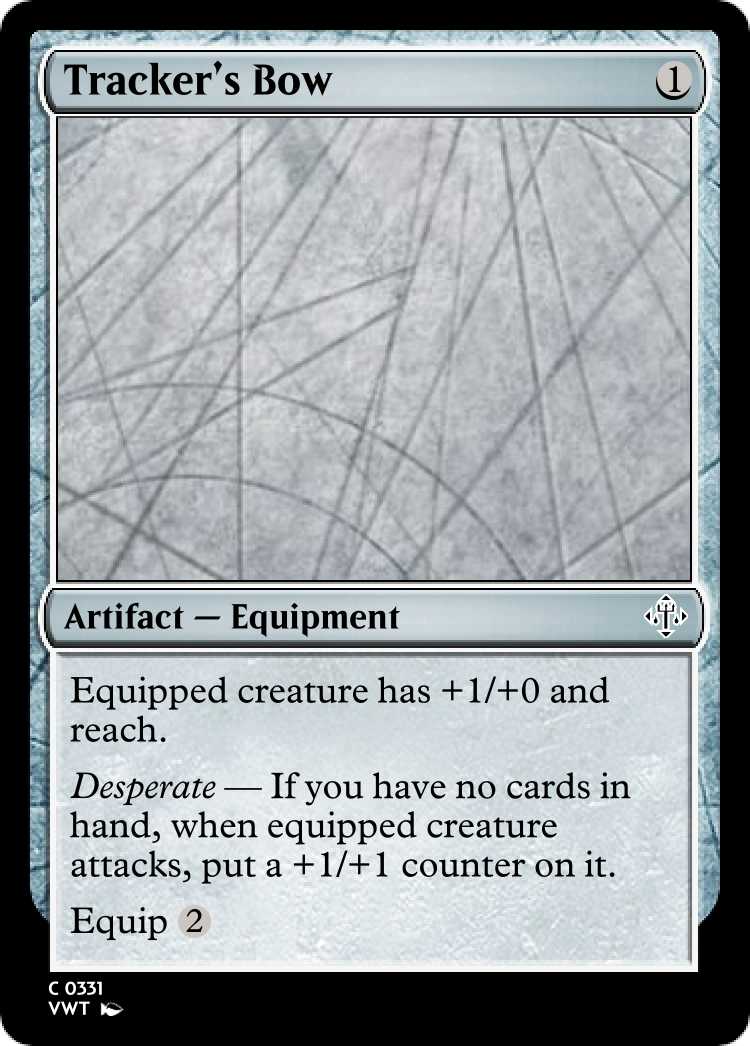 Tracker's Bow 1
Artifact — Equipment
Equipped creature has +1/+0 and
reach.
Desperate — If you have no cards in
hand, when equipped creature
attacks, put a +1/+1 counter on it.
Equip 2
C 0331
VWT